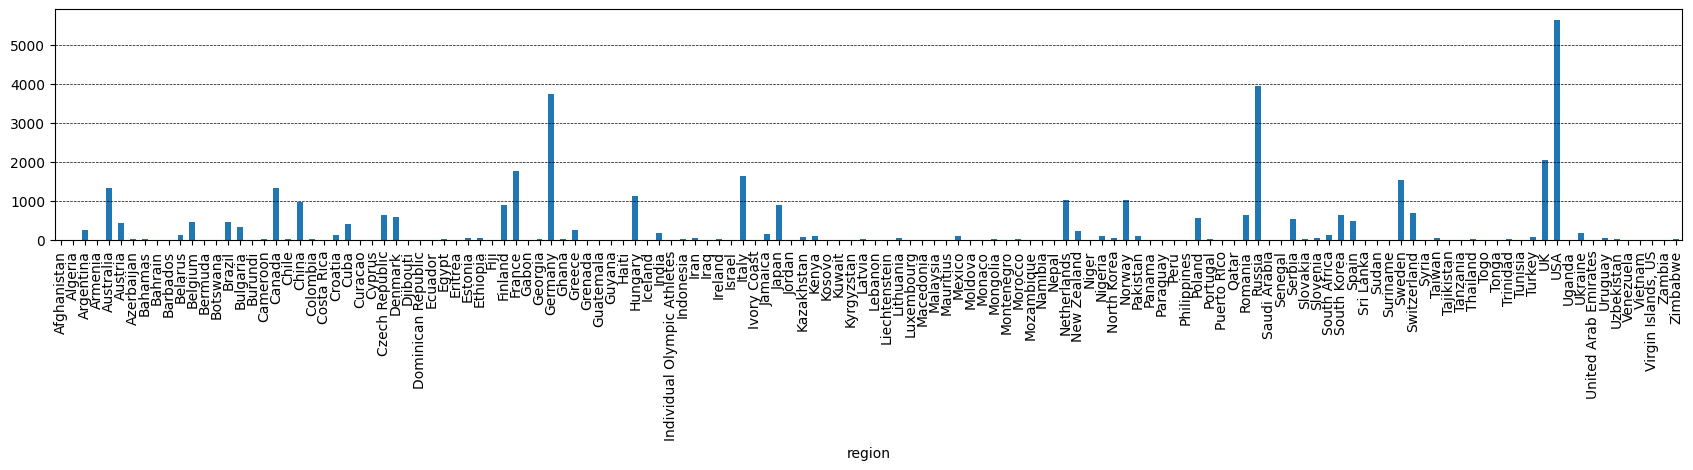 5000
4000
3000
2000
1000
0
Afghanistan
Algeria
Argentina
Armenia
Australia
Austria
Azerbaijan
Bahamas
Bahrain
Barbados
Belarus
Belgium
Bermuda
Botswana
Brazil
Bulgaria
Burundi
Cameroon
Canada
Chile
China
Colombia
Costa Rica
Croatia
Cuba
Curacao
Cyprus
Czech Republic
Denmark
Djibouti
Dominican Republic
Ecuador
Egypt
Eritrea
Estonia
Ethiopia
Fiji
Finland
France
Gabon
Georgia
Germany
Ghana
Greece
Grenada
Guatemala
Guyana
Haiti
Hungary
Iceland
India
Individual Olympic Athletes
Indonesia
Iran
Iraq
Ireland
Israel
Italy
Ivory Coast
Jamaica
Japan
Jordan
Kazakhstan
Kenya
Kosovo
Kuwait
Kyrgyzstan
Latvia
Lebanon
Liechtenstein
Lithuania
Luxembourg
Macedonia
Malaysia
Mauritius
Mexico
Moldova
Monaco
Mongolia
Montenegro
Morocco
Mozambique
Namibia
Nepal
Netherlands
New Zealand
Niger
Nigeria
North Korea
Norway
Pakistan
Panama
Paraguay
Peru
Philippines
Poland
Portugal
Puerto Rico
Qatar
Romania
Russia
Saudi Arabia
Senegal
Serbia
Slovakia
Slovenia
South Africa
South Korea
Spain
Sri Lanka
Sudan
Suriname
Sweden
Switzerland
Syria
Taiwan
Tajikistan
Tanzania
Thailand
Togo
Tonga
Trinidad
Tunisia
Turkey
UK
USA
Uganda
Ukraine
United Arab Emirates
Uruguay
Uzbekistan
Venezuela
Vietnam
Virgin Islands, US
Zambia
Zimbabwe
region